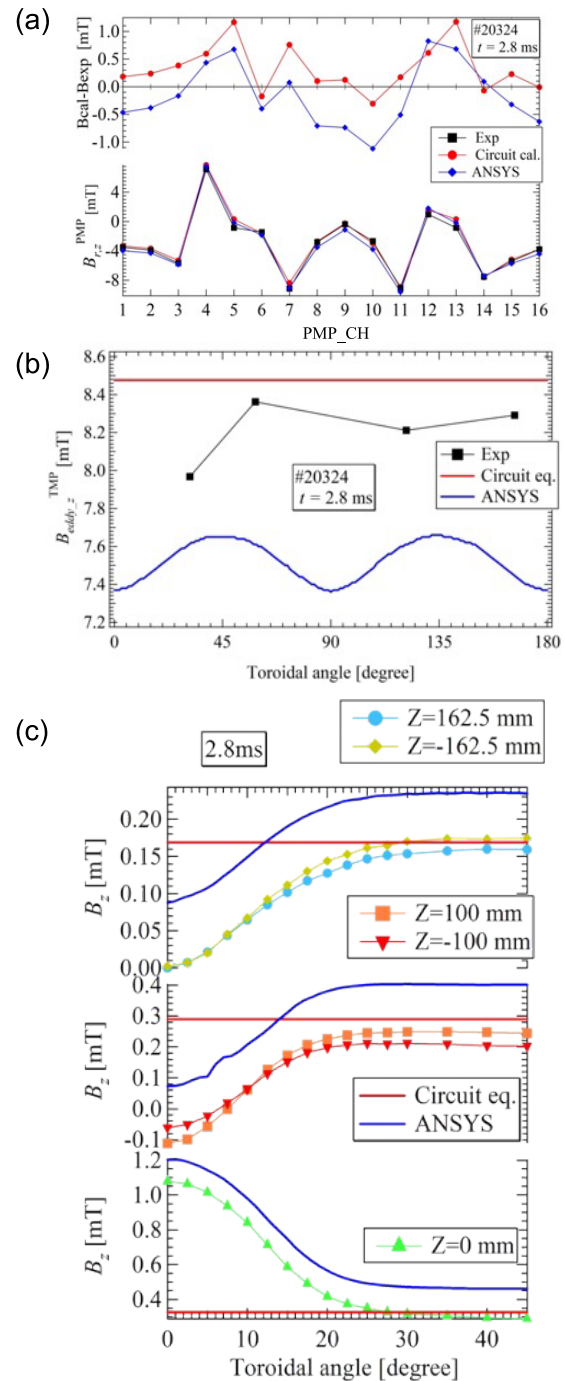 (a)
Bcal-Bexp [mT]
1.0
0.5
0.0
-0.5
-1.0
#20324
t = 2.8 ms
Exp
Circuit cal.
ANSYS
B_{r,z}^{PMP} [mT]
4
0
-4
-8
1 2 3 4 5 6 7 8 9 10 11 12 13 14 15 16
PMP_CH
(b)
B_{eddy_z}^{TMP} [mT]
8.6
8.4
8.2
8.0
7.8
7.6
7.4
7.2
#20324
t = 2.8 ms
Exp
Circuit eq.
ANSYS
0 45 90 135 180
Toroidal angle [degree]
(c)
2.8ms
Z=162.5 mm
Z=-162.5 mm
B_z [mT]
0.20
0.15
0.10
0.05
0.00
Z=100 mm
Z=-100 mm
B_z [mT]
0.4
0.3
0.2
0.1
0.0
-0.1
Circuit eq.
ANSYS
B_z [mT]
1.2
1.0
0.8
0.6
0.4
Z=0 mm
0 10 20 30 40
Toroidal angle [degree]